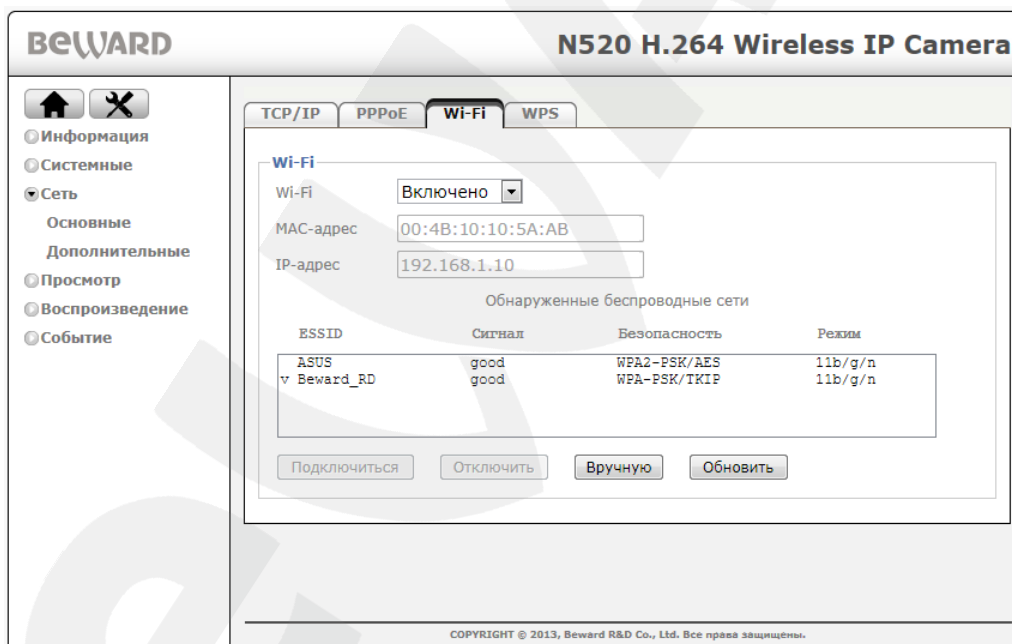 BEWARD
N520 H.264 Wireless IP Camera
Информация
Системные
Сеть
Основные
Дополнительные
Просмотр
Воспроизведение
Событие
TCP/IP PPPoE Wi-Fi WPS
Wi-Fi
Wi-Fi Включено
MAC-адрес 00:4B:10:10:5A:AB
IP-адрес 192.168.1.10
Обнаруженные беспроводные сети
ESSID Сигнал Безопасность Режим
ASUS good WPA2-PSK/AES 11b/g/n
v Beward_RD good WPA-PSK/TKIP 11b/g/n
Подключиться Отключить Вручную Обновить
COPYRIGHT © 2013, Beward R&D Co., Ltd. Все права защищены.